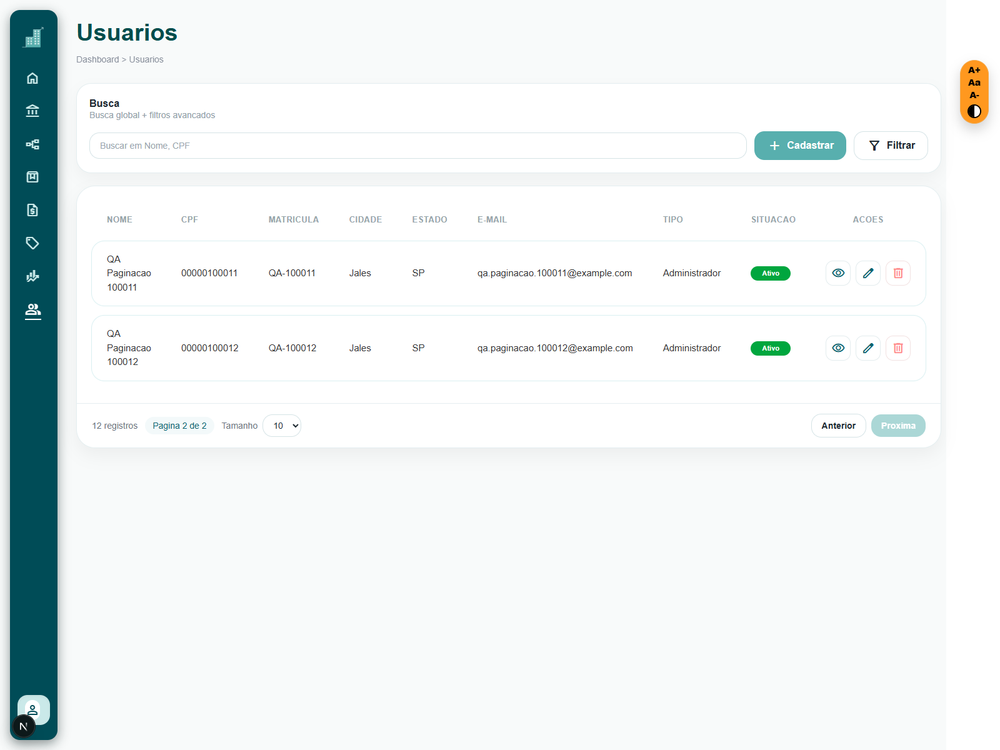 Usuarios
Dashboard > Usuarios
A+
Aa
A-
Busca
Busca global + filtros avancados
Buscar em Nome, CPF
Cadastrar
Filtrar
NOME CPF MATRICULA CIDADE ESTADO E-MAIL TIPO SITUACAO ACOES
QA
Paginacao
100011
00000100011 QA-100011 Jales SP qa.paginacao.100011@example.com Administrador Ativo
QA
Paginacao
100012
00000100012 QA-100012 Jales SP qa.paginacao.100012@example.com Administrador Ativo
12 registros Pagina 2 de 2 Tamanho 10 Anterior Proxima
N